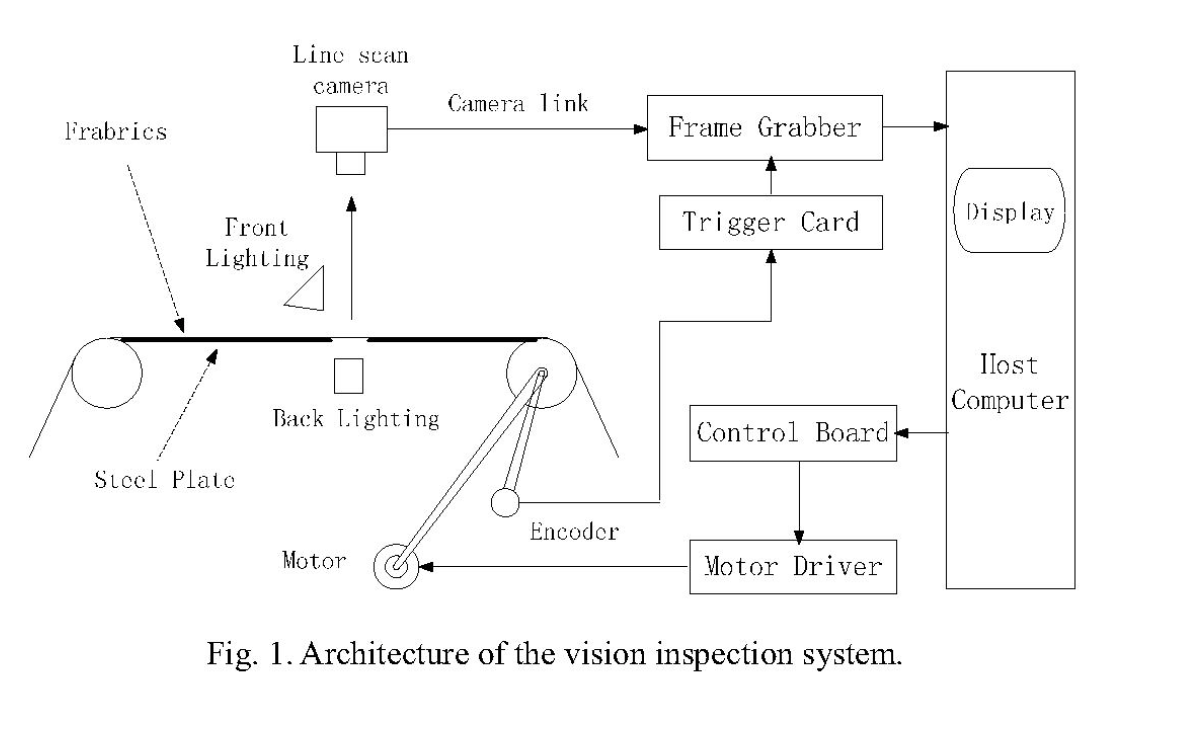 Line scan
camera
Camera link
Frame Grabber
Frabrics
Trigger Card
Display
Front
Lighting
Host
Computer
Back Lighting
Control Board
Steel Plate
Encoder
Motor
Motor Driver
Fig. 1. Architecture of the vision inspection system.